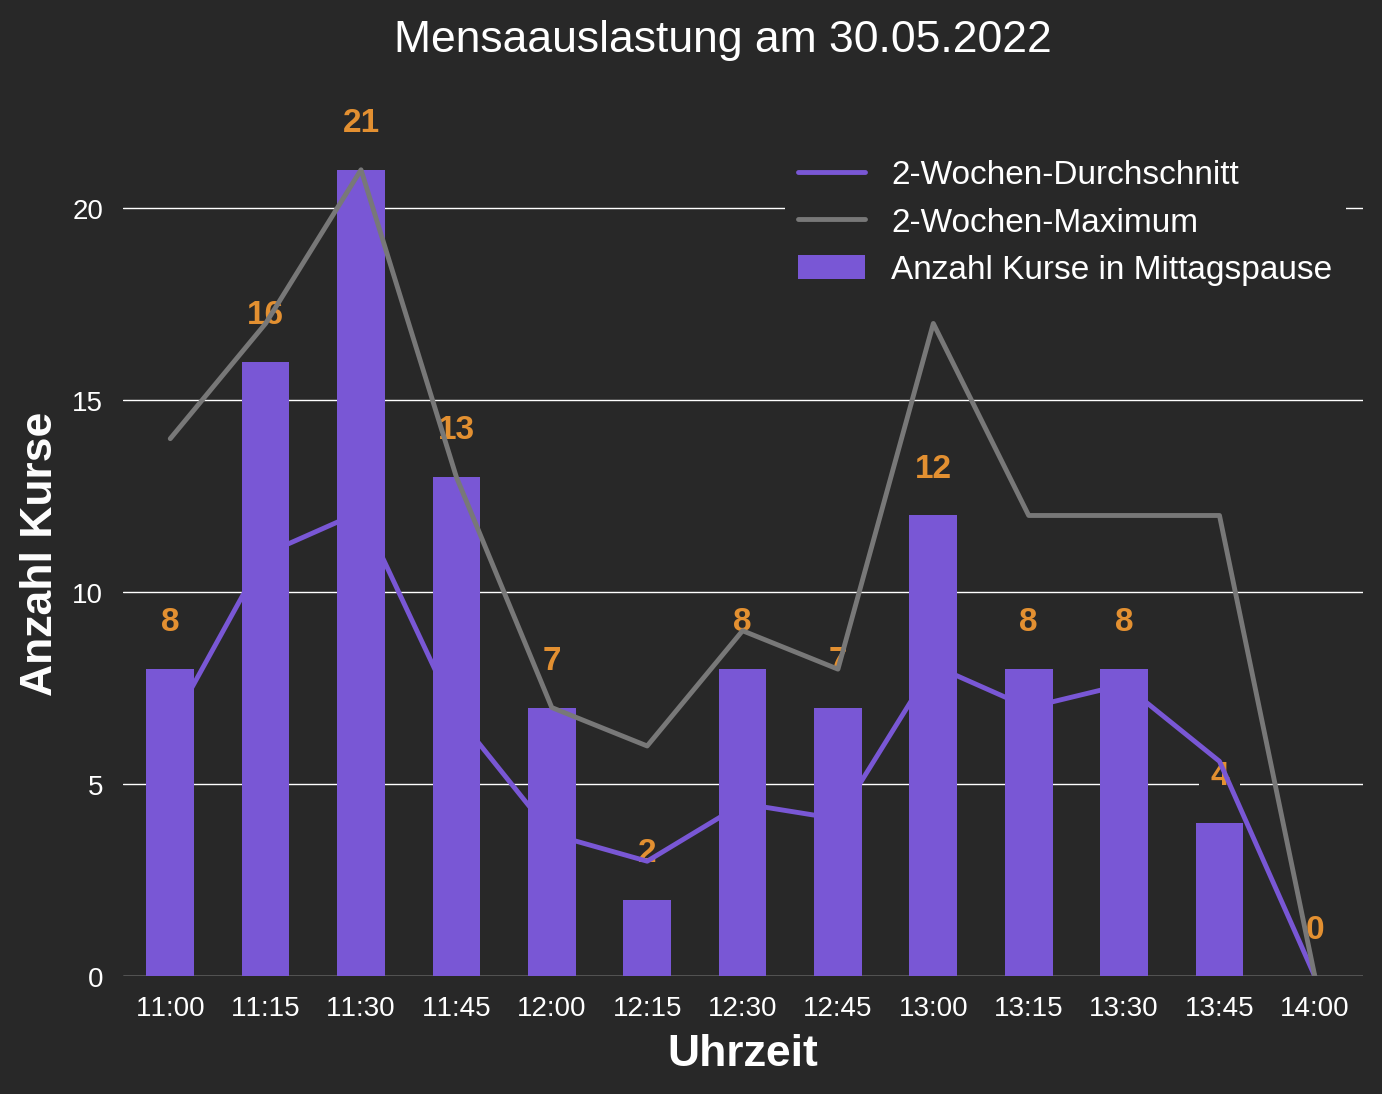 Mensaauslastung am 30.05.2022
2-Wochen-Durchschnitt
2-Wochen-Maximum
Anzahl Kurse in Mittagspause
Anzahl Kurse
20
15
10
5
0
8
16
21
13
7
2
8
7
12
8
8
4
0
11:00 11:15 11:30 11:45 12:00 12:15 12:30 12:45 13:00 13:15 13:30 13:45 14:00
Uhrzeit